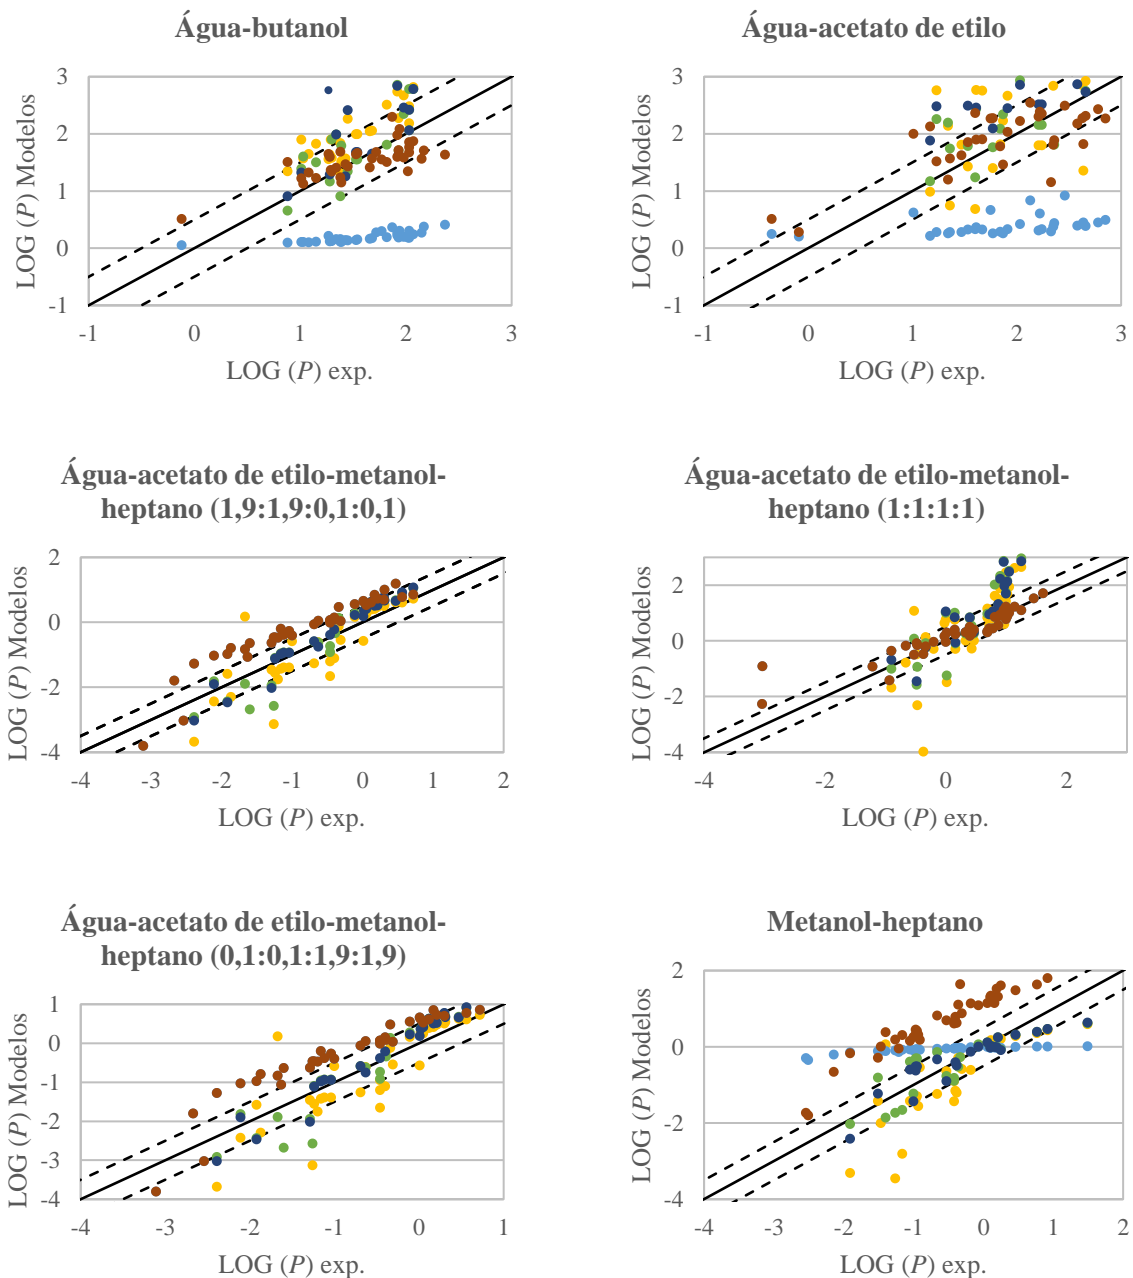 Água-butanol
LOG (P) Modelos
3
2
1
0
-1
-1 0 1 2 3
LOG (P) exp.
Água-acetato de etilo
LOG (P) Modelos
3
2
1
0
-1
-1 0 1 2 3
LOG (P) exp.
Água-acetato de etilo-metanol-
heptano (1,9:1,9:0,1:0,1)
LOG (P) Modelos
2
0
-2
-4
-4 -3 -2 -1 0 1 2
LOG (P) exp.
Água-acetato de etilo-metanol-
heptano (1:1:1:1)
LOG (P) Modelos
2
0
-2
-4
-4 -2 0 2
LOG (P) exp.
Água-acetato de etilo-metanol-
heptano (0,1:0,1:1,9:1,9)
LOG (P) Modelos
1
0
-1
-2
-3
-4
-4 -3 -2 -1 0 1
LOG (P) exp.
Metanol-heptano
LOG (P) Modelos
2
0
-2
-4
-4 -3 -2 -1 0 1 2
LOG (P) exp.